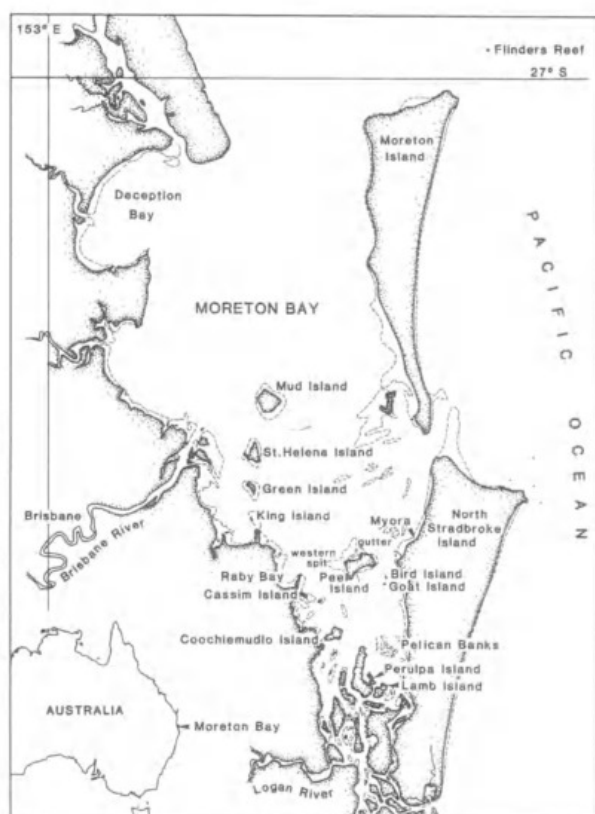 153° E
Flinders Reef
27° S
Moreton
Island
Deception
Bay
PACIFIC OCEAN
MORETON BAY
Mud Island
St. Helena Island
Green Island
King Island
Brisbane
Brisbane River
Myora
North
Stradbroke
Island
gutter
western
spit
Peel
Island
Raby Bay
Cassim Island
Bird Island
Goat Island
Coochiemudlo Island
Pelican Banks
Perulpa Island
Lamb Island
AUSTRALIA
Moreton Bay
Logan River